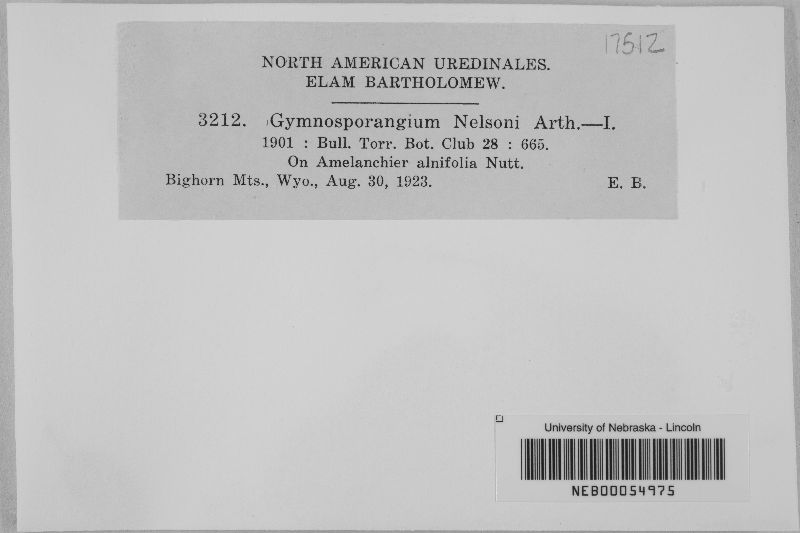 17512
NORTH AMERICAN UREDINALES.
ELAM BARTHOLOMEW.
3212. Gymnosporangium Nelsoni Arth.—I.
1901 : Bull. Torr. Bot. Club 28 : 665.
On Amelanchier alnifolia Nutt.
Bighorn Mts., Wyo., Aug. 30, 1923. E. B.
University of Nebraska - Lincoln
NEB00054975